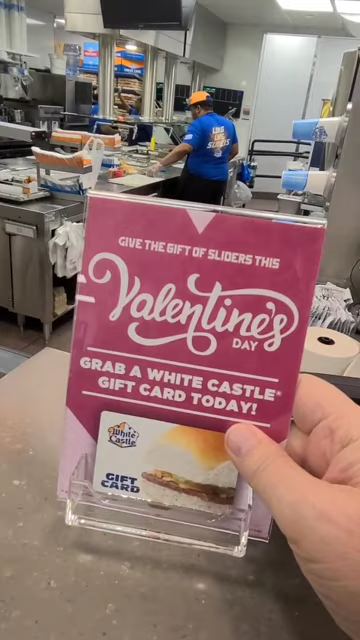 GIVE THE GIFT OF SLIDERS THIS
Valentine's
DAY
GRAB A WHITE CASTLE®
GIFT CARD TODAY!
White
Castle
GIFT
CARD